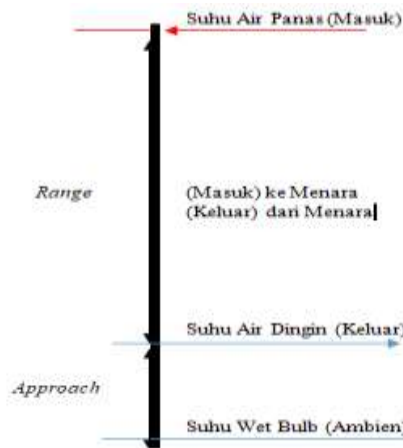 Suhu Air Panas (Masuk)
Range
(Masuk) ke Menara
(Keluar) dari Menara
Suhu Air Dingin (Keluar)
Approach
Suhu Wet Bulb (Ambien)